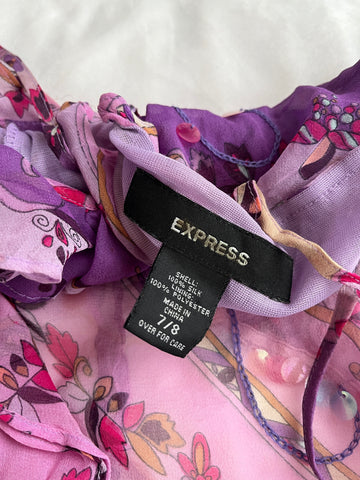 EXPRESS
SHELL:
100% SILK
LINING:
100% POLYESTER
MADE IN
CHINA
7/8
OVER FOR CARE